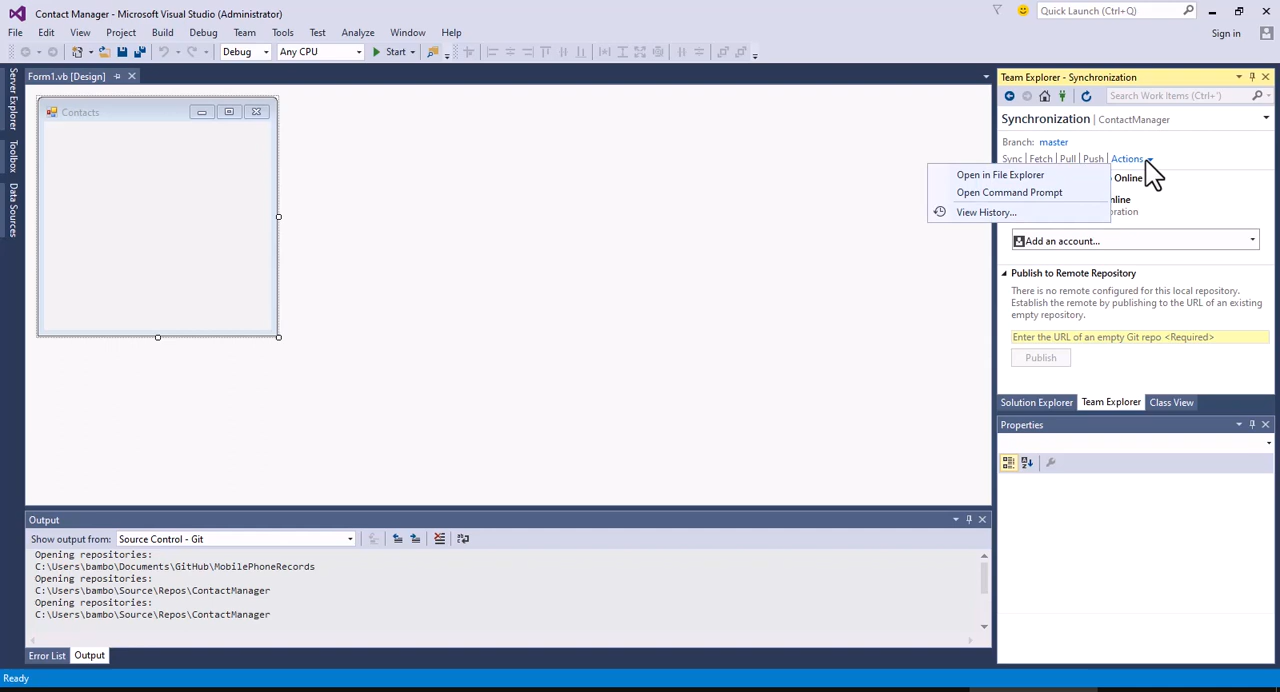 Contact Manager - Microsoft Visual Studio (Administrator)
Quick Launch (Ctrl+Q)
File Edit View Project Build Debug Team Tools Test Analyze Window Help
Sign in
Debug Any CPU Start
Server Explorer
Toolbox
Data Sources
Form1.vb [Design]
Contacts
Team Explorer - Synchronization
Search Work Items (Ctrl+')
Synchronization | ContactManager
Branch: master
Sync | Fetch | Pull | Push | Actions
Open in File Explorer
Open Command Prompt
View History...
Online
nline
oration
Add an account...
Publish to Remote Repository
There is no remote configured for this local repository.
Establish the remote by publishing to the URL of an existing
empty repository.
Enter the URL of an empty Git repo <Required>
Publish
Solution Explorer Team Explorer Class View
Properties
Output
Show output from: Source Control - Git
Opening repositories:
C:\Users\bambo\Documents\GitHub\MobilePhoneRecords
Opening repositories:
C:\Users\bambo\Source\Repos\ContactManager
Opening repositories:
C:\Users\bambo\Source\Repos\ContactManager
Error List Output
Ready